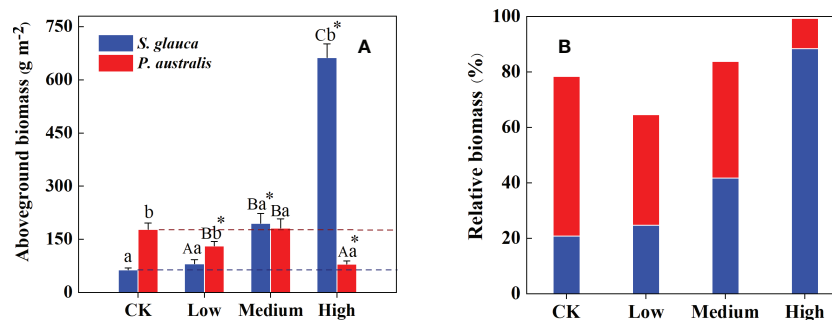 Aboveground biomass (g m-2)
750
600
450
300
150
0
S. glauca
P. australis
A
a
b
Aa
Bb*
Ba*
Ba
Cb*
Aa*
CK Low Medium High
Relative biomass (%)
100
80
60
40
20
0
B
CK Low Medium High